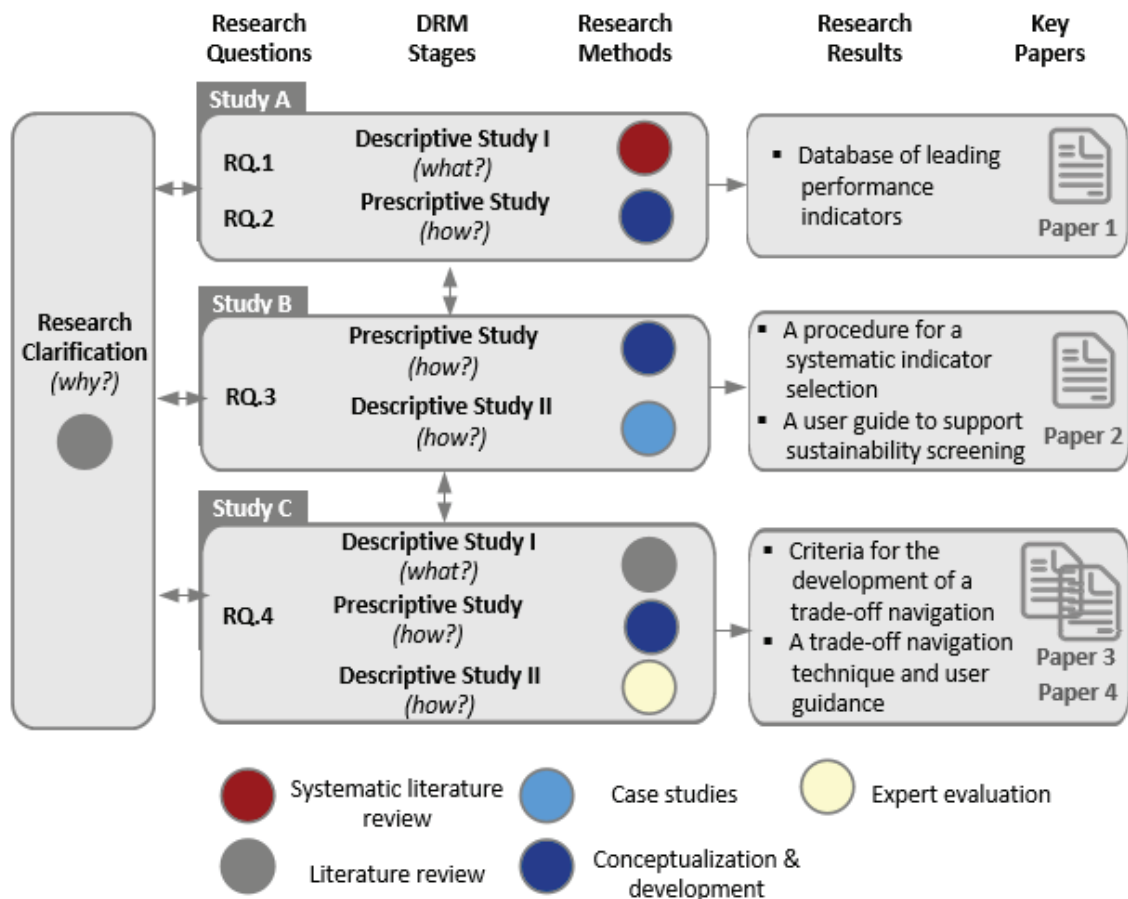 Research
Questions
DRM
Stages
Research
Methods
Research
Results
Key
Papers
Research
Clarification
(why?)
Study A
RQ.1
Descriptive Study I
(what?)
RQ.2
Prescriptive Study
(how?)
▪ Database of leading
performance
indicators
Paper 1
Study B
RQ.3
Prescriptive Study
(how?)
Descriptive Study II
(how?)
▪ A procedure for a
systematic indicator
selection
▪ A user guide to support
sustainability screening
Paper 2
Study C
RQ.4
Descriptive Study I
(what?)
Prescriptive Study
(how?)
Descriptive Study II
(how?)
▪ Criteria for the
development of a
trade-off navigation
▪ A trade-off navigation
technique and user
guidance
Paper 3
Paper 4
Systematic literature
review
Case studies
Expert evaluation
Literature review
Conceptualization &
development